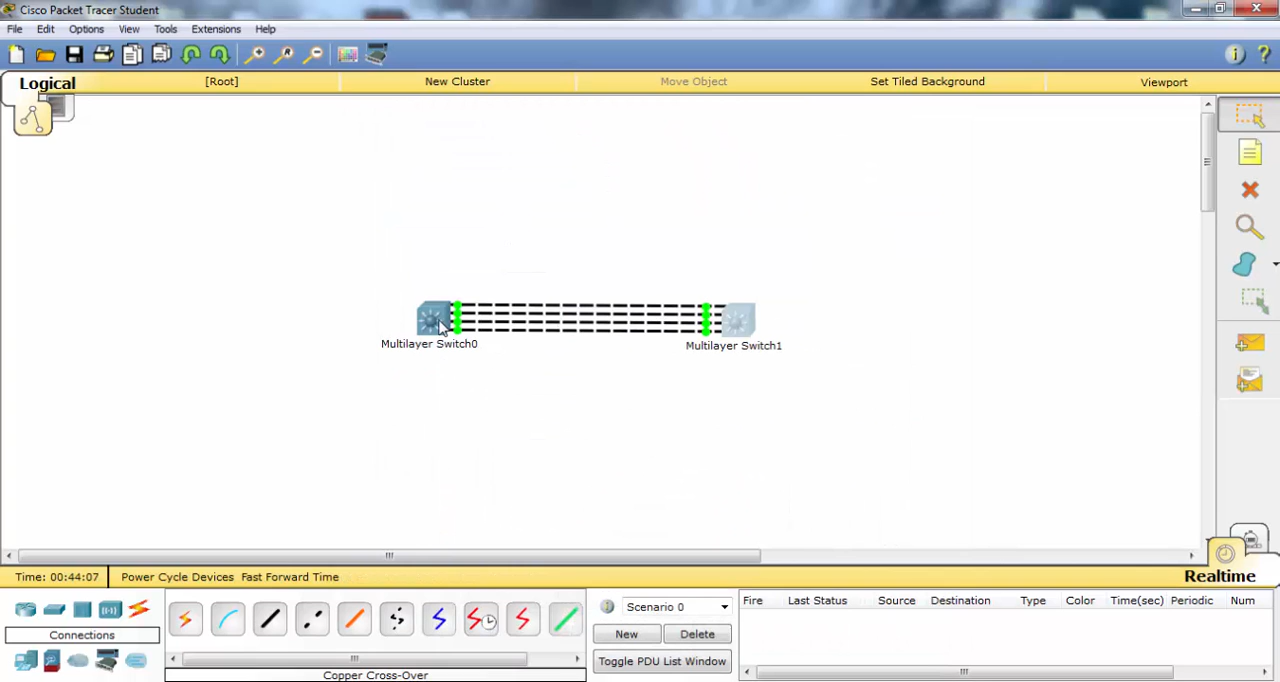 Cisco Packet Tracer Student
File Edit Options View Tools Extensions Help
Logical [Root] New Cluster Move Object Set Tiled Background Viewport
Multilayer Switch0
Multilayer Switch1
Time: 00:44:07 Power Cycle Devices Fast Forward Time Realtime
Connections
Copper Cross-Over
Scenario 0
New Delete
Toggle PDU List Window
Fire Last Status Source Destination Type Color Time(sec) Periodic Num